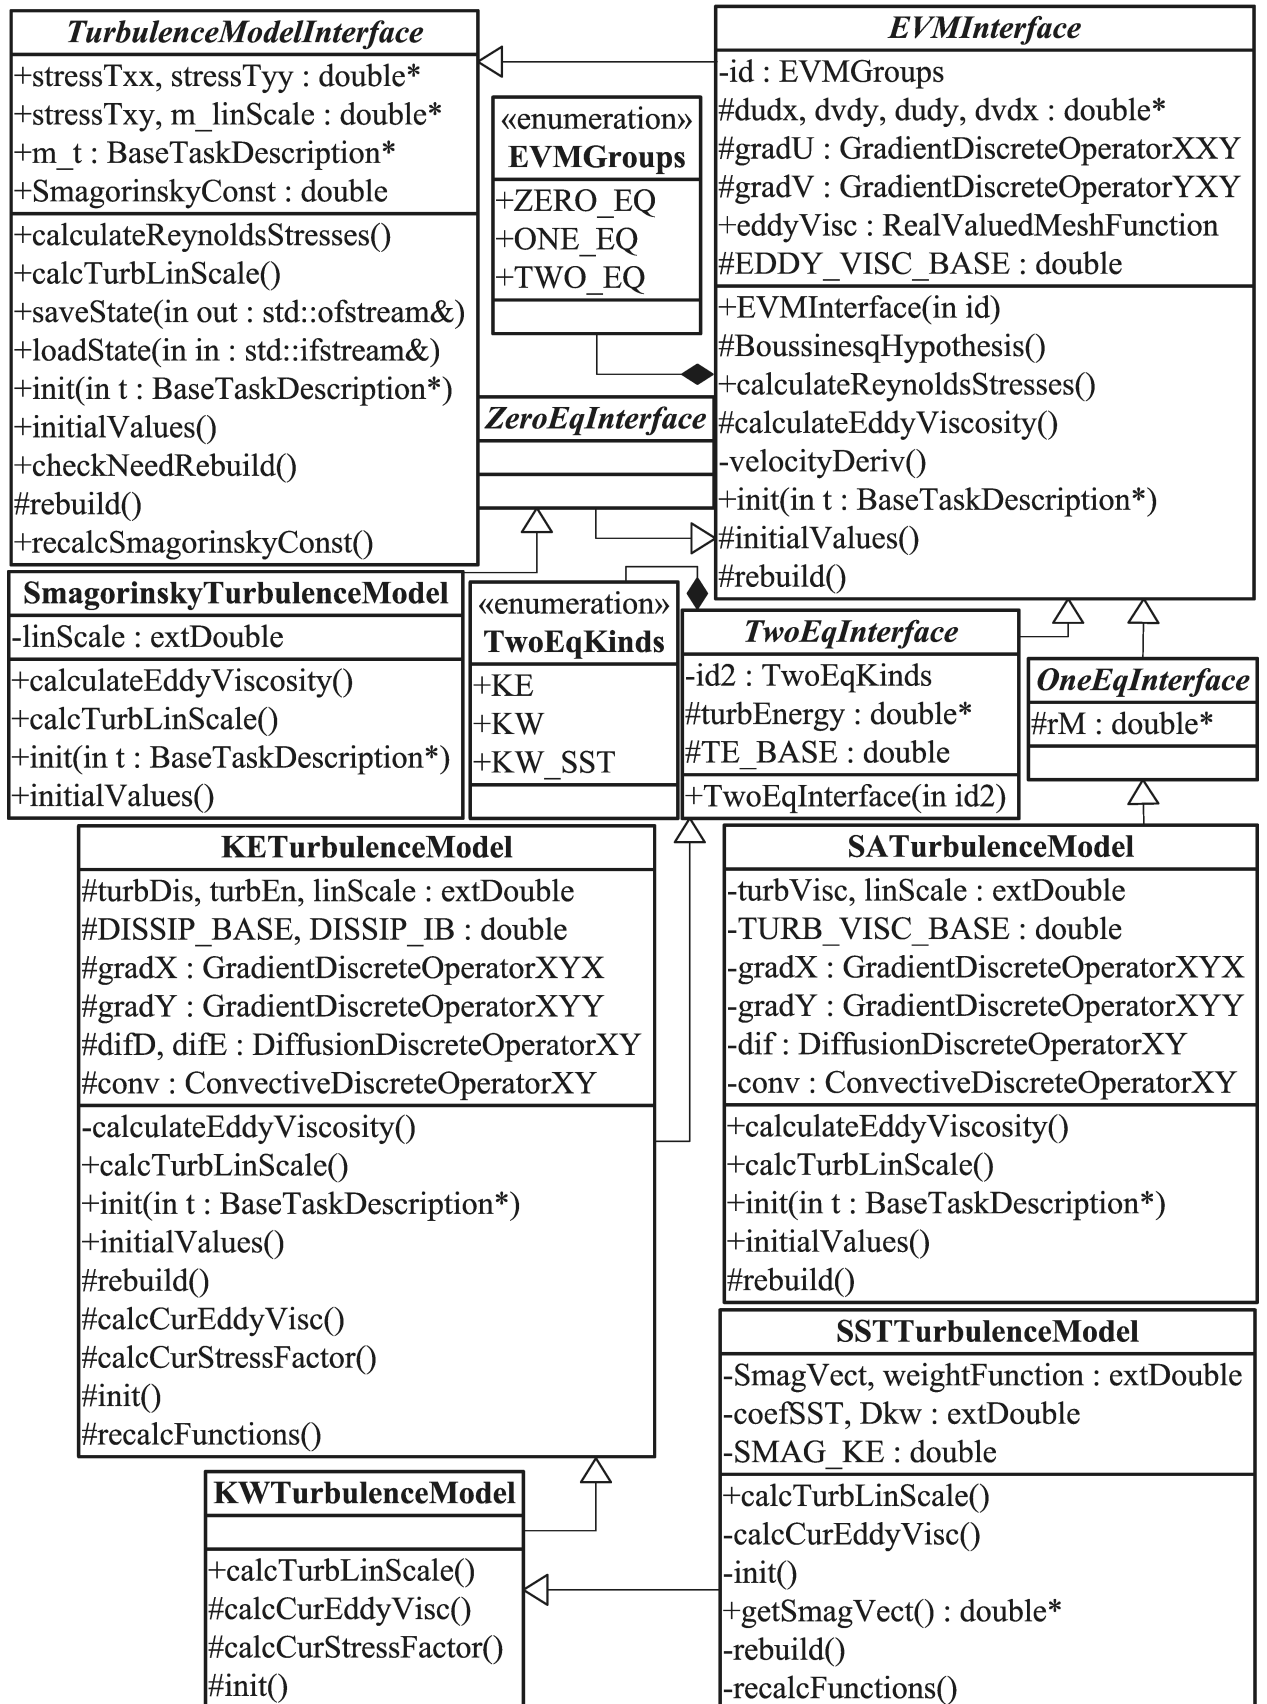 TurbulenceModelInterface
+stressTxx, stressTyy : double*
+stressTxy, m_linScale : double*
+m_t : BaseTaskDescription*
+SmagorinskyConst : double
+calculateReynoldsStresses()
+calcTurbLinScale()
+saveState(in out : std::ofstream&)
+loadState(in in : std::ifstream&)
+init(in t : BaseTaskDescription*)
+initialValues()
+checkNeedRebuild()
#rebuild()
+recalcSmagorinskyConst()
«enumeration»
EVMGroups
+ZERO_EQ
+ONE_EQ
+TWO_EQ
EVMInterface
-id : EVMGroups
#dudx, dvdy, dudy, dvdx : double*
#gradU : GradientDiscreteOperatorXXY
#gradV : GradientDiscreteOperatorYXY
+eddyVisc : RealValuedMeshFunction
#EDDY_VISC_BASE : double
+EVMInterface(in id)
#BoussinesqHypothesis()
+calculateReynoldsStresses()
#calculateEddyViscosity()
-velocityDeriv()
+init(in t : BaseTaskDescription*)
#initialValues()
#rebuild()
ZeroEqInterface
SmagorinskyTurbulenceModel
-linScale : extDouble
+calculateEddyViscosity()
+calcTurbLinScale()
+init(in t : BaseTaskDescription*)
+initialValues()
«enumeration»
TwoEqKinds
+KE
+KW
+KW_SST
TwoEqInterface
-id2 : TwoEqKinds
#turbEnergy : double*
#TE_BASE : double
+TwoEqInterface(in id2)
OneEqInterface
#rM : double*
KETurbulenceModel
#turbDis, turbEn, linScale : extDouble
#DISSIP_BASE, DISSIP_IB : double
#gradX : GradientDiscreteOperatorXYX
#gradY : GradientDiscreteOperatorXYY
#difD, difE : DiffusionDiscreteOperatorXY
#conv : ConvectiveDiscreteOperatorXY
-calculateEddyViscosity()
+calcTurbLinScale()
+init(in t : BaseTaskDescription*)
+initialValues()
#rebuild()
#calcCurEddyVisc()
#calcCurStressFactor()
#init()
#recalcFunctions()
SATurbulenceModel
-turbVisc, linScale : extDouble
-TURB_VISC_BASE : double
-gradX : GradientDiscreteOperatorXYX
-gradY : GradientDiscreteOperatorXYY
-dif : DiffusionDiscreteOperatorXY
-conv : ConvectiveDiscreteOperatorXY
+calculateEddyViscosity()
+calcTurbLinScale()
+init(in t : BaseTaskDescription*)
+initialValues()
#rebuild()
KWTurbulenceModel
+calcTurbLinScale()
#calcCurEddyVisc()
#calcCurStressFactor()
#init()
SSTTurbulenceModel
-SmagVect, weightFunction : extDouble
-coefSST, Dkw : extDouble
-SMAG_KE : double
+calcTurbLinScale()
-calcCurEddyVisc()
-init()
+getSmagVect() : double*
-rebuild()
-recalcFunctions()